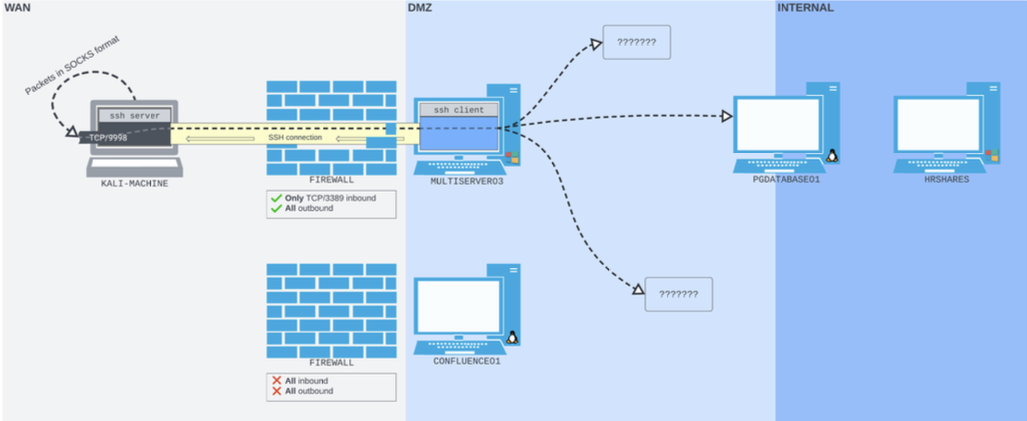 WAN
DMZ
INTERNAL
Packets in SOCKS format
ssh server
TCP/9998
KALI-MACHINE
SSH connection
FIREWALL
Only TCP/3389 inbound
All outbound
ssh client
MULTISERVER03
???????
PGDATABASE01
HRSHARES
???????
FIREWALL
All inbound
All outbound
CONFLUENCE01